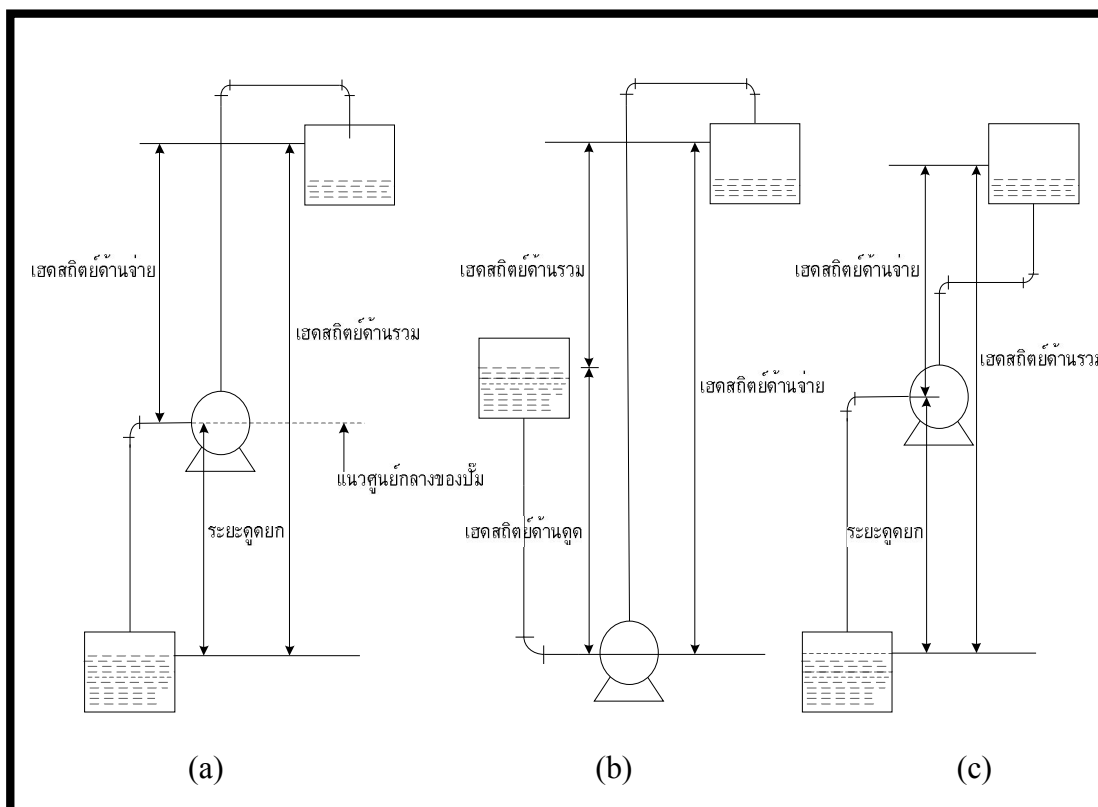 เฮดสถิตย์ด้านจ่าย
เฮดสถิตย์ด้านรวม
แนวศูนย์กลางของปั๊ม
ระยะดูดยก
(a)
เฮดสถิตย์ด้านรวม
เฮดสถิตย์ด้านจ่าย
เฮดสถิตย์ด้านดูด
(b)
เฮดสถิตย์ด้านจ่าย
เฮดสถิตย์ด้านรวม
ระยะดูดยก
(c)